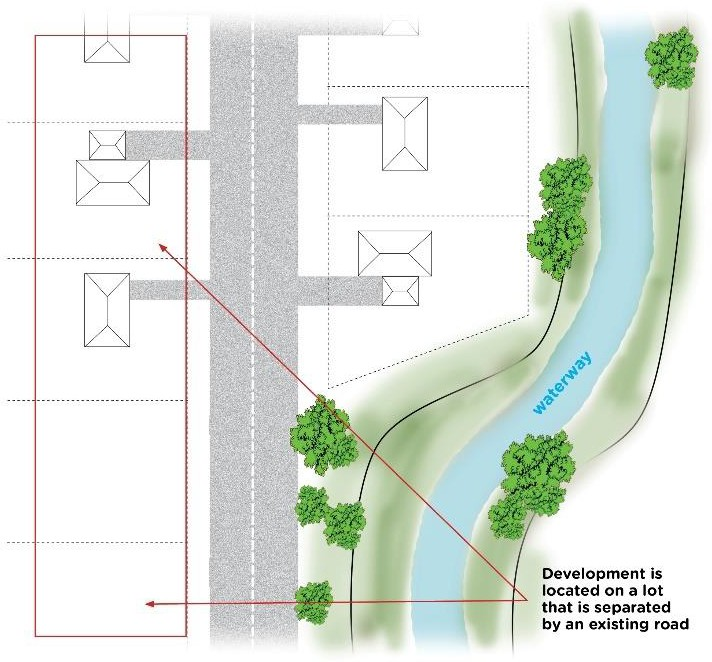 waterway
Development is
located on a lot
that is separated
by an existing road